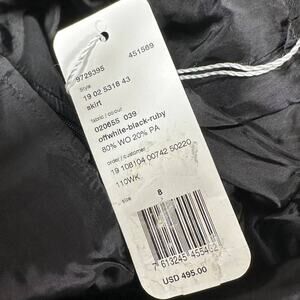 9729395 451569
style
19 02 5318 43
skirt
fabric / colour
020655 039
offwhite-black-ruby
80% WO 20% PA
order / customer
19 108104 00742 50220
110WK
size
8
7 613245 455462
USD 495.00